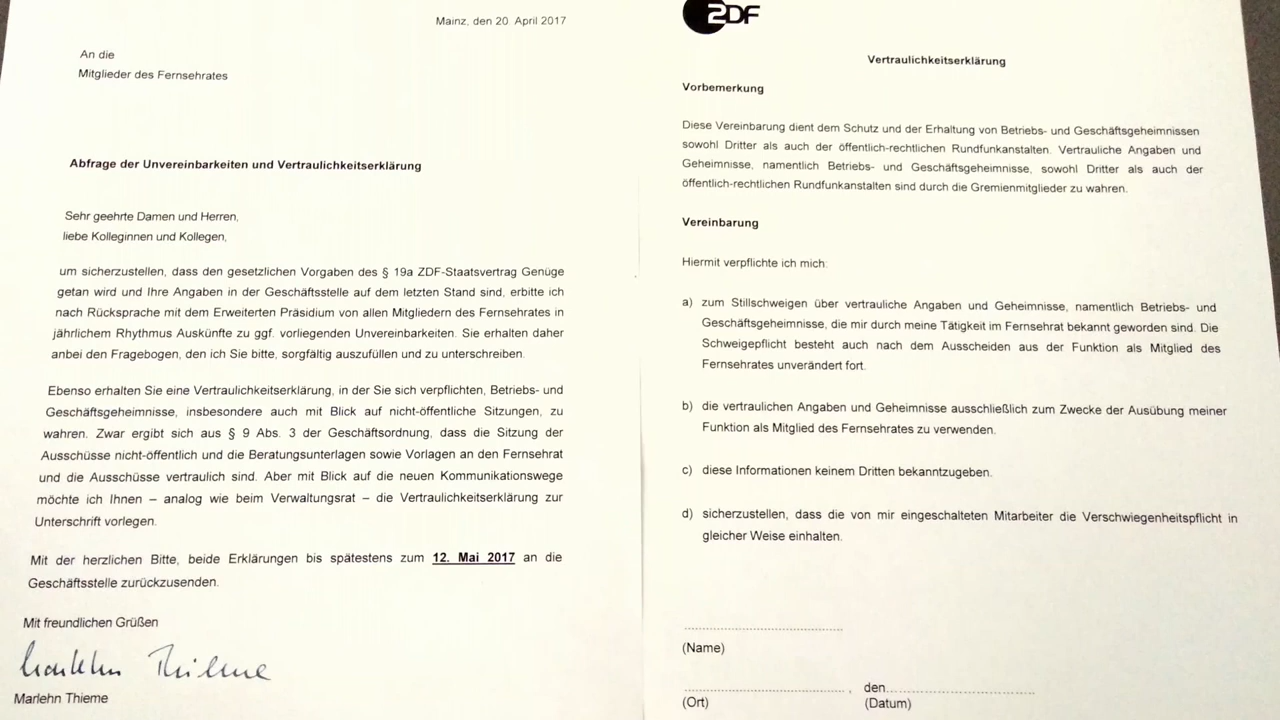 Mainz, den 20. April 2017
An die
Mitglieder des Fernsehrates
Abfrage der Unvereinbarkeiten und Vertraulichkeitserklärung
Sehr geehrte Damen und Herren,
liebe Kolleginnen und Kollegen,
um sicherzustellen, dass den gesetzlichen Vorgaben des § 19a ZDF-Staatsvertrag Genüge
getan wird und Ihre Angaben in der Geschäftsstelle auf dem letzten Stand sind, erbitte ich
nach Rücksprache mit dem Erweiterten Präsidium von allen Mitgliedern des Fernsehrates in
jährlichem Rhythmus Auskünfte zu ggf. vorliegenden Unvereinbarkeiten. Sie erhalten daher
anbei den Fragebogen, den ich Sie bitte, sorgfältig auszufüllen und zu unterschreiben.
Ebenso erhalten Sie eine Vertraulichkeitserklärung, in der Sie sich verpflichten, Betriebs- und
Geschäftsgeheimnisse, insbesondere auch mit Blick auf nicht-öffentliche Sitzungen, zu
wahren. Zwar ergibt sich aus § 9 Abs. 3 der Geschäftsordnung, dass die Sitzung der
Ausschüsse nicht-öffentlich und die Beratungsunterlagen sowie Vorlagen an den Fernsehrat
und die Ausschüsse vertraulich sind. Aber mit Blick auf die neuen Kommunikationswege
möchte ich Ihnen – analog wie beim Verwaltungsrat – die Vertraulichkeitserklärung zur
Unterschrift vorlegen.
Mit der herzlichen Bitte, beide Erklärungen bis spätestens zum 12. Mai 2017 an die
Geschäftsstelle zurückzusenden.
Mit freundlichen Grüßen
Marlehn Thieme
Marlehn Thieme
ZDF
Vertraulichkeitserklärung
Vorbemerkung
Diese Vereinbarung dient dem Schutz und der Erhaltung von Betriebs- und Geschäftsgeheimnissen
sowohl Dritter als auch der öffentlich-rechtlichen Rundfunkanstalten. Vertrauliche Angaben und
Geheimnisse, namentlich Betriebs- und Geschäftsgeheimnisse, sowohl Dritter als auch der
öffentlich-rechtlichen Rundfunkanstalten sind durch die Gremienmitglieder zu wahren.
Vereinbarung
Hiermit verpflichte ich mich:
a) zum Stillschweigen über vertrauliche Angaben und Geheimnisse, namentlich Betriebs- und
Geschäftsgeheimnisse, die mir durch meine Tätigkeit im Fernsehrat bekannt geworden sind. Die
Schweigepflicht besteht auch nach dem Ausscheiden aus der Funktion als Mitglied des
Fernsehrates unverändert fort.
b) die vertraulichen Angaben und Geheimnisse ausschließlich zum Zwecke der Ausübung meiner
Funktion als Mitglied des Fernsehrates zu verwenden.
c) diese Informationen keinem Dritten bekanntzugeben.
d) sicherzustellen, dass die von mir eingeschalteten Mitarbeiter die Verschwiegenheitspflicht in
gleicher Weise einhalten.
(Name)
, den
(Ort) (Datum)